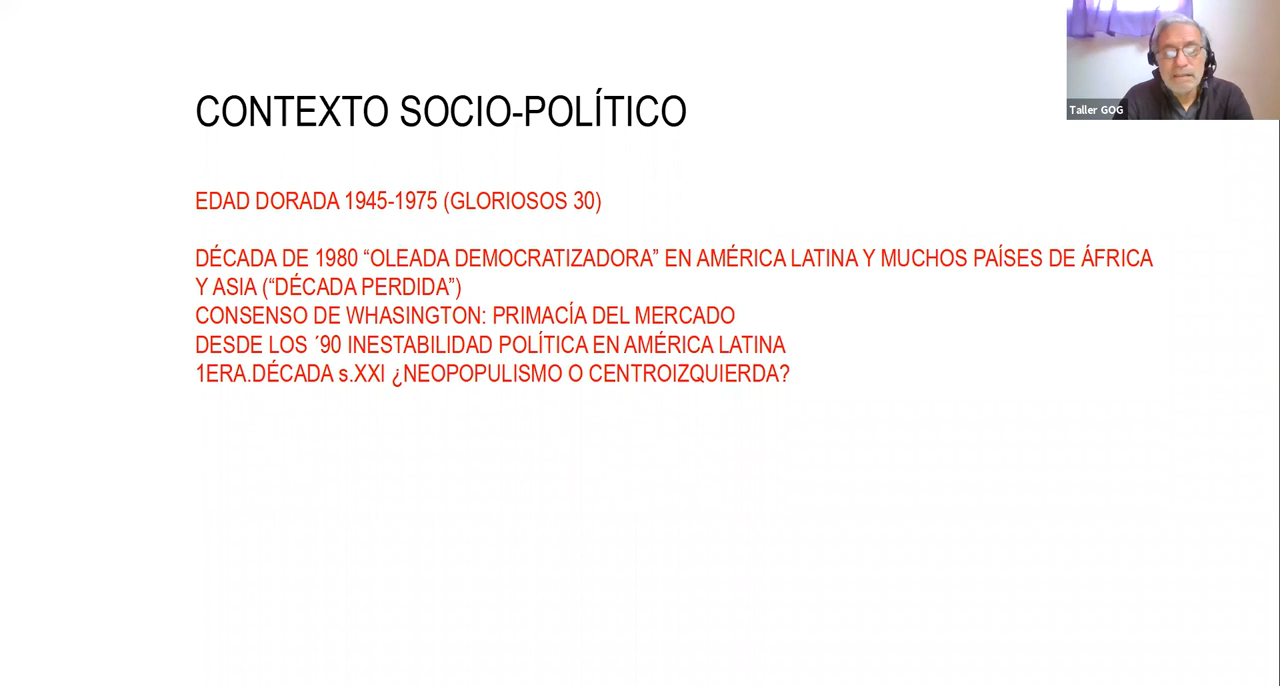 CONTEXTO SOCIO-POLÍTICO
EDAD DORADA 1945-1975 (GLORIOSOS 30)
DÉCADA DE 1980 “OLEADA DEMOCRATIZADORA” EN AMÉRICA LATINA Y MUCHOS PAÍSES DE ÁFRICA
Y ASIA (“DÉCADA PERDIDA”)
CONSENSO DE WHASINGTON: PRIMACÍA DEL MERCADO
DESDE LOS ´90 INESTABILIDAD POLÍTICA EN AMÉRICA LATINA
1ERA.DÉCADA s.XXI ¿NEOPOPULISMO O CENTROIZQUIERDA?
Taller GOG